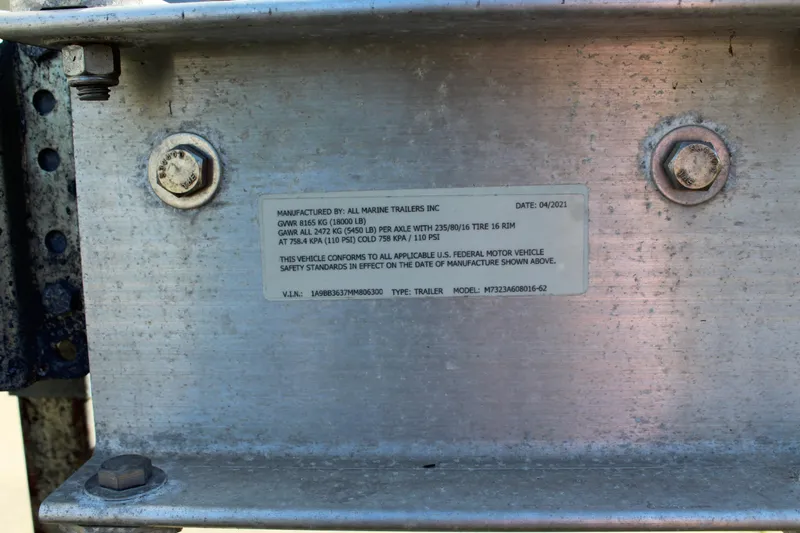 MANUFACTURED BY: ALL MARINE TRAILERS INC DATE: 04/2021
GVWR 8165 KG (18000 LB)
GAWR ALL 2472 KG (5450 LB) PER AXLE WITH 235/80/16 TIRE 16 RIM
AT 758.4 KPA (110 PSI) COLD 758 KPA / 110 PSI
THIS VEHICLE CONFORMS TO ALL APPLICABLE U.S. FEDERAL MOTOR VEHICLE
SAFETY STANDARDS IN EFFECT ON THE DATE OF MANUFACTURE SHOWN ABOVE.
V.I.N.: 1A9BB3637MM806300 TYPE: TRAILER MODEL: M7323A608016-62